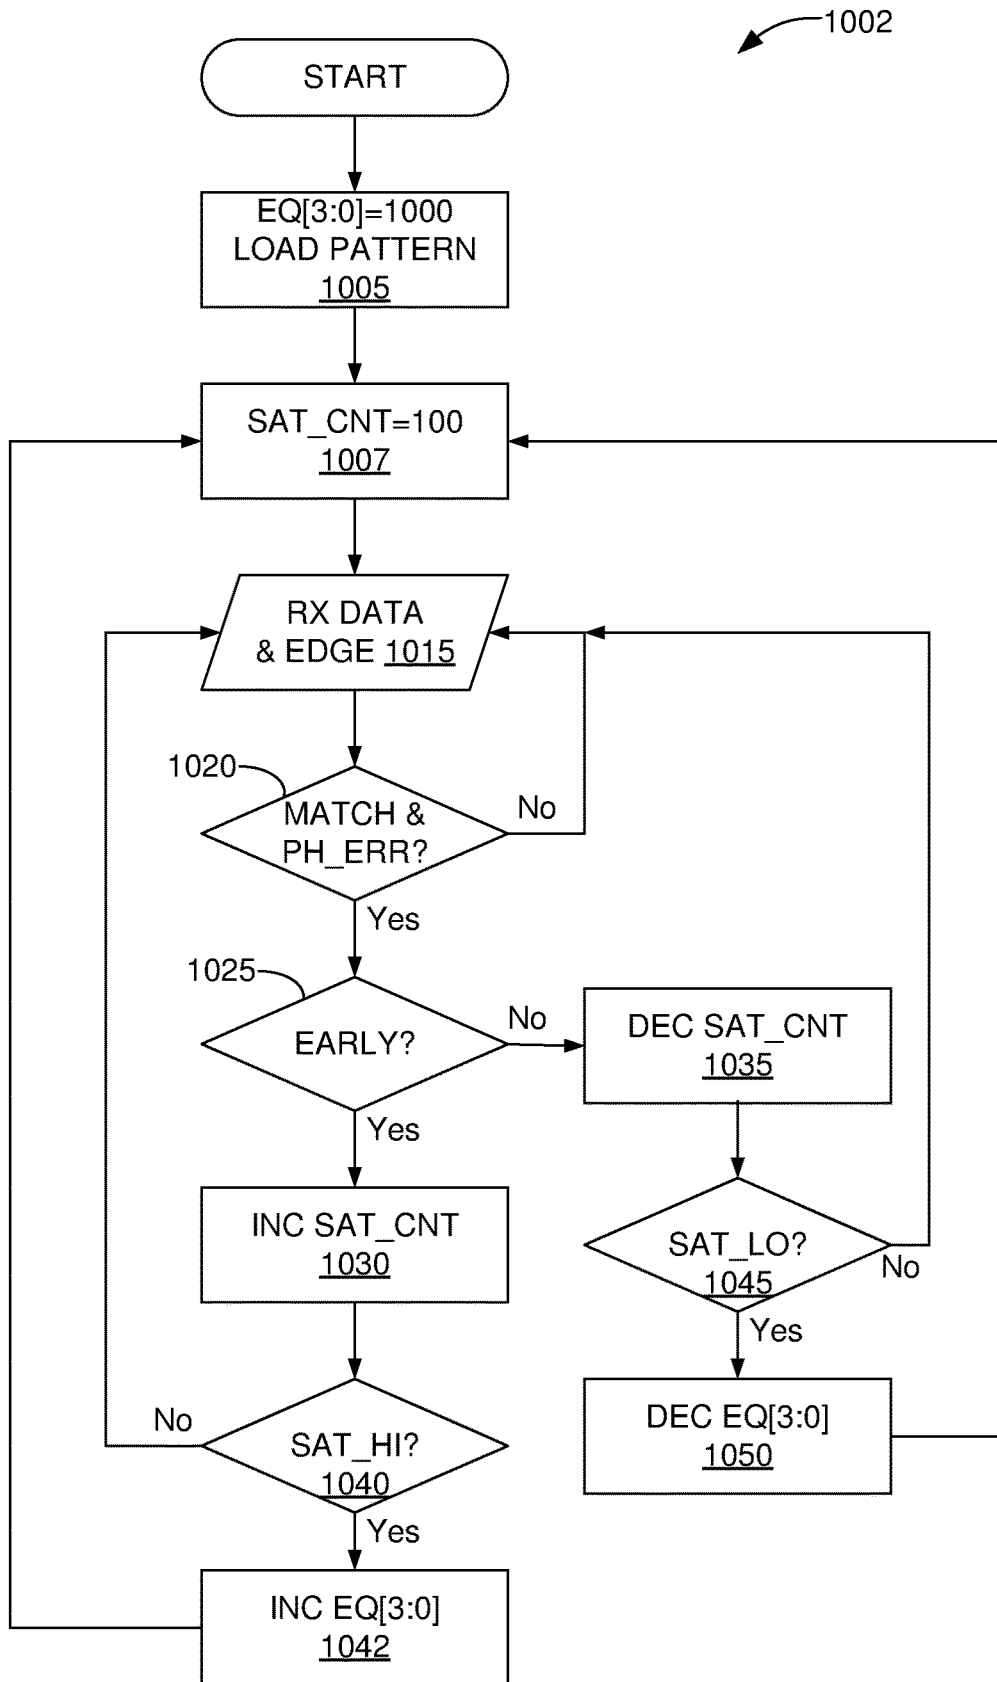 1002
START
EQ[3:0]=1000
LOAD PATTERN
1005
SAT_CNT=100
1007
RX DATA
& EDGE 1015
1020
MATCH &
PH_ERR?
No
Yes
1025
EARLY?
No
DEC SAT_CNT
1035
Yes
INC SAT_CNT
1030
SAT_LO?
1045
No
Yes
No
SAT_HI?
1040
DEC EQ[3:0]
1050
Yes
INC EQ[3:0]
1042